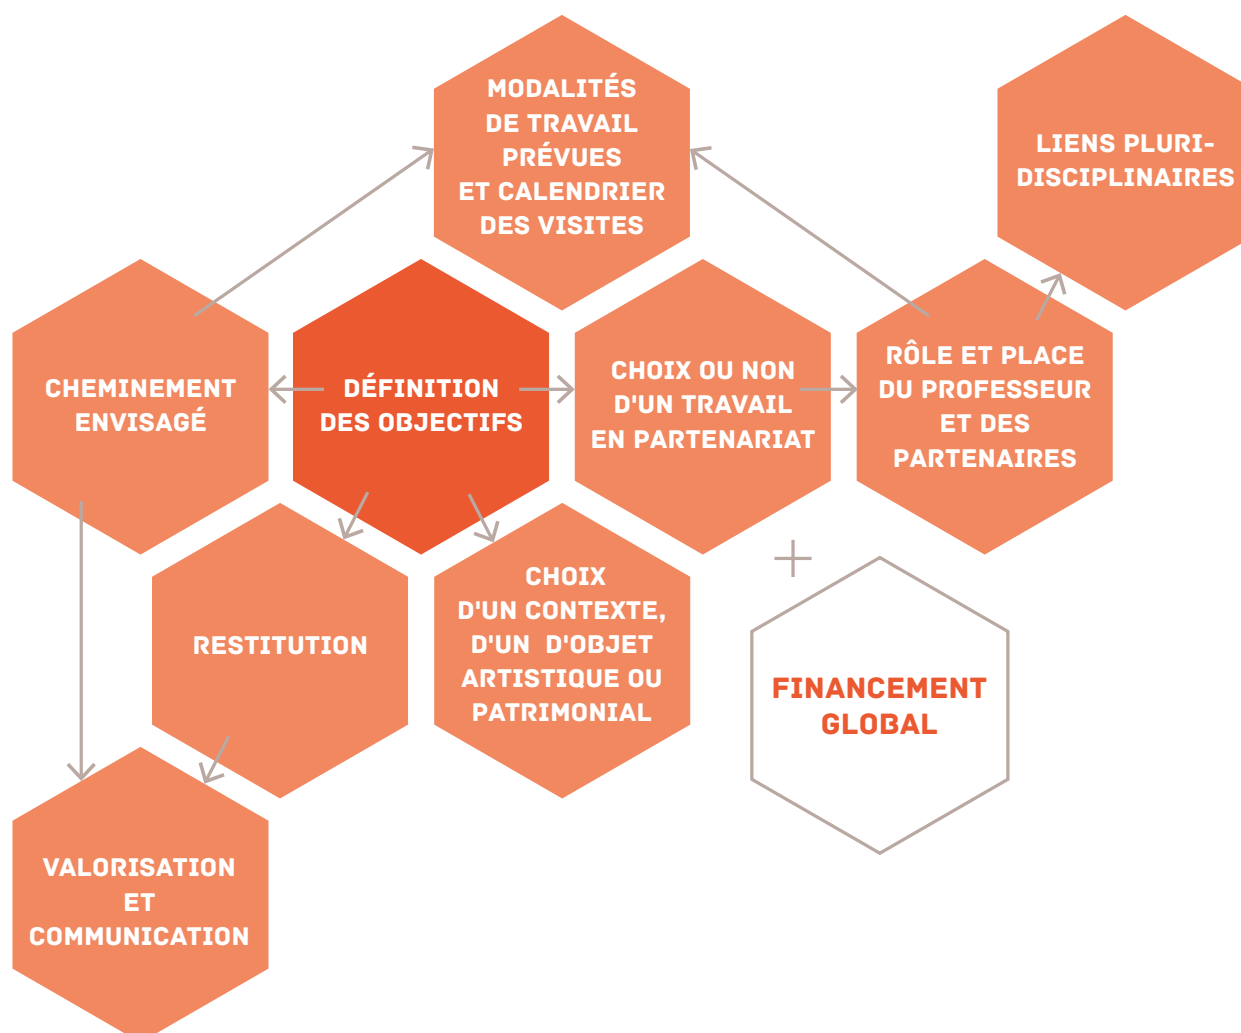 MODALITÉS
DE TRAVAIL
PRÉVUES
ET CALENDRIER
DES VISITES
LIENS PLURI-
DISCIPLINAIRES
CHEMINEMENT
ENVISAGÉ
DÉFINITION
DES OBJECTIFS
CHOIX OU NON
D'UN TRAVAIL
EN PARTENARIAT
RÔLE ET PLACE
DU PROFESSEUR
ET DES
PARTENAIRES
RESTITUTION
CHOIX
D'UN CONTEXTE,
D'UN D'OBJET
ARTISTIQUE OU
PATRIMONIAL
FINANCEMENT
GLOBAL
VALORISATION
ET
COMMUNICATION